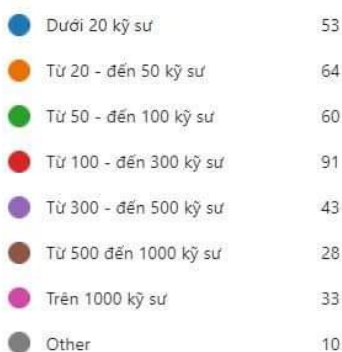 Dưới 20 kỹ sư 53
Từ 20 - đến 50 kỹ sư 64
Từ 50 - đến 100 kỹ sư 60
Từ 100 - đến 300 kỹ sư 91
Từ 300 - đến 500 kỹ sư 43
Từ 500 đến 1000 kỹ sư 28
Trên 1000 kỹ sư 33
Other 10